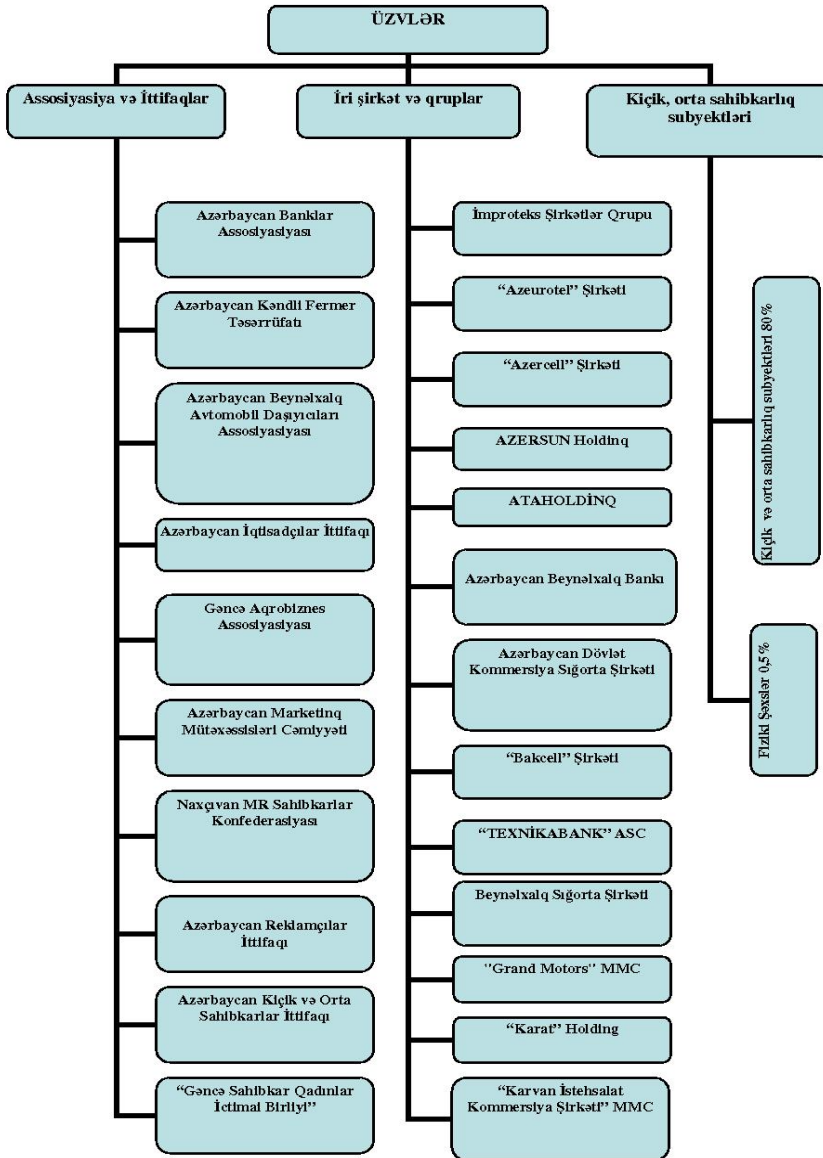 ÜZVLƏR
Assosiyasiya və İttifaqlar
İri şirkət və qruplar
Kiçik, orta sahibkarlıq
subyektləri
Azərbaycan Banklar
Assosiyasiyası
Azərbaycan Kəndli Fermer
Təsərrüfatı
Azərbaycan Beynəlxalq
Avtomobil Daşıyıcıları
Assosiyasiyası
Azərbaycan İqtisadçılar İttifaqı
Gəncə Aqrobiznes
Assosiyasiyası
Azərbaycan Marketinq
Mütəxəssisləri Cəmiyyəti
Naxçıvan MR Sahibkarlar
Konfederasiyası
Azərbaycan Reklamçılar
İttifaqı
Azərbaycan Kiçik və Orta
Sahibkarlar İttifaqı
“Gəncə Sahibkar Qadınlar
İctimai Birliyi”
İmproteks Şirkətlər Qrupu
“Azeurotel” Şirkəti
“Azercell” Şirkəti
AZERSUN Holdinq
ATAHOLDİNQ
Azərbaycan Beynəlxalq Bankı
Azərbaycan Dövlət
Kommersiya Sığorta Şirkəti
“Bakcell” Şirkəti
“TEXNİKABANK” ASC
Beynəlxalq Sığorta Şirkəti
"Grand Motors" MMC
“Karat” Holding
“Karvan İstehsalat
Kommersiya Şirkəti” MMC
Kiçik və orta sahibkarlıq subyektləri 80%
Fiziki Şəxslər 0,5%